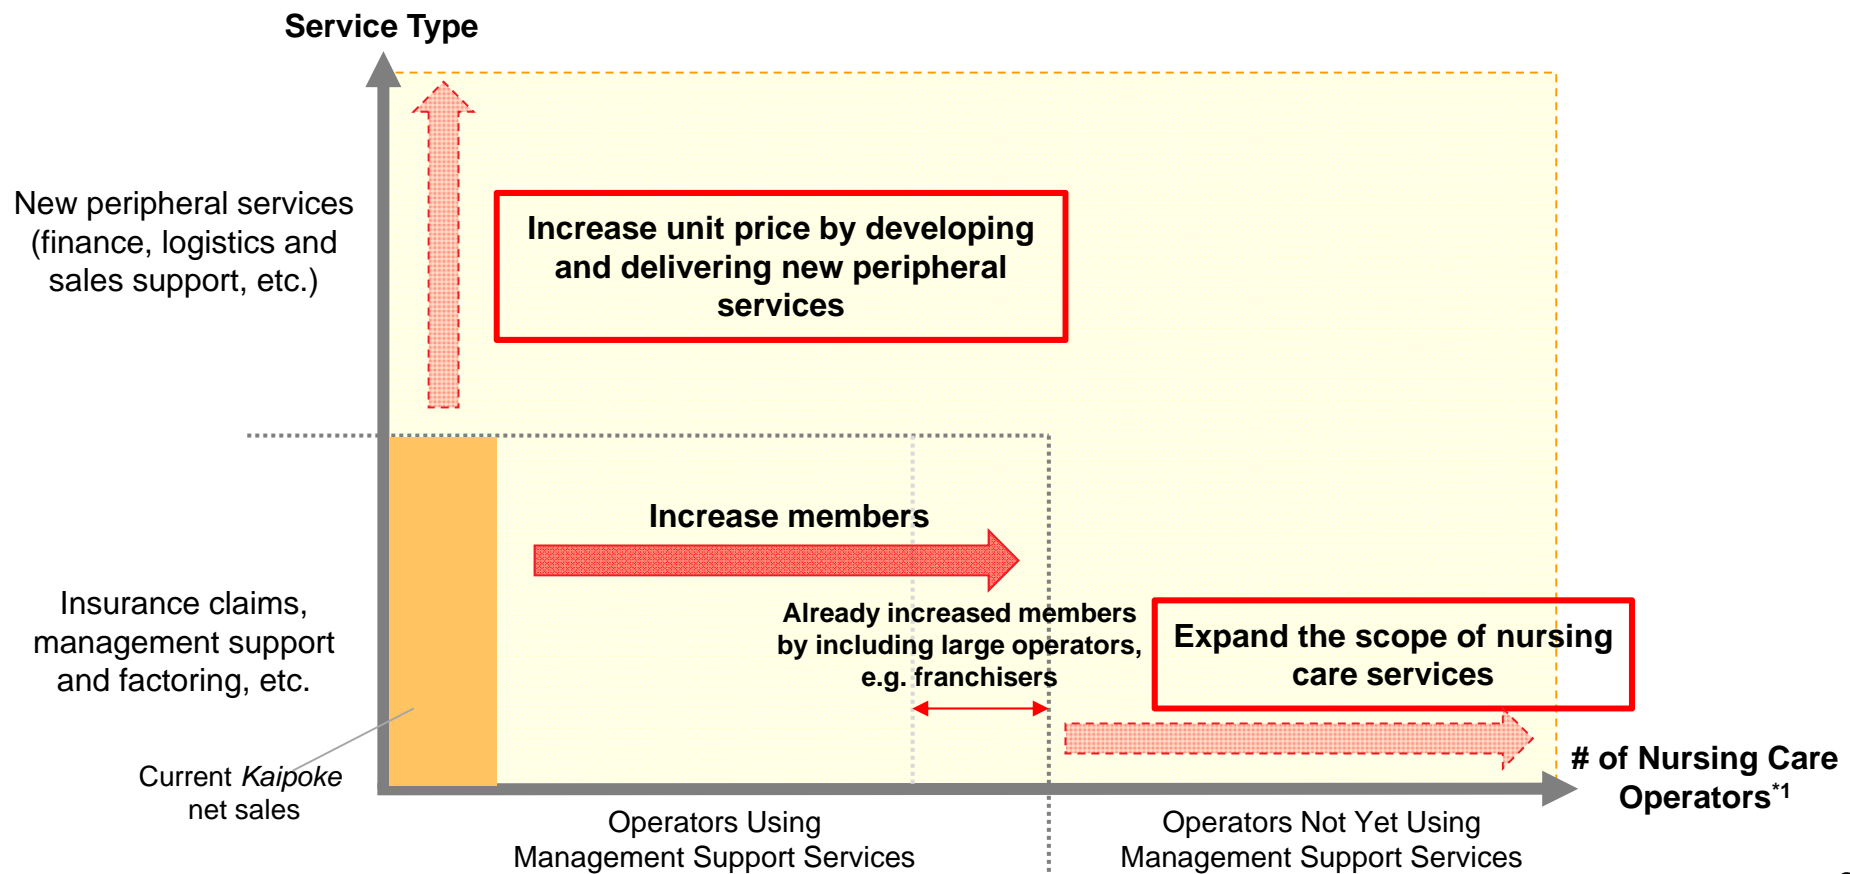 Service Type
New peripheral services
(finance, logistics and
sales support, etc.)
Increase unit price by developing
and delivering new peripheral
services
Increase members
Insurance claims,
management support
and factoring, etc.
Already increased members
by including large operators,
e.g. franchisers
Expand the scope of nursing
care services
Current Kaipoke
net sales
# of Nursing Care
Operators*1
Operators Using
Management Support Services
Operators Not Yet Using
Management Support Services